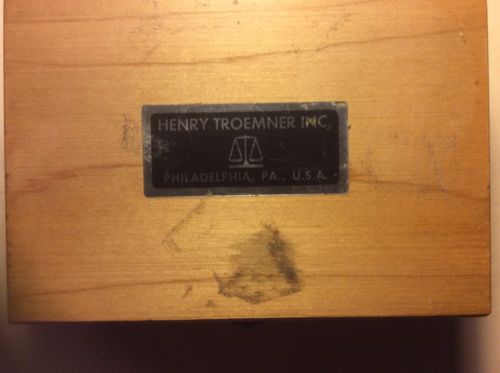 HENRY TROEMNER INC.
PHILADELPHIA, PA., U.S.A.